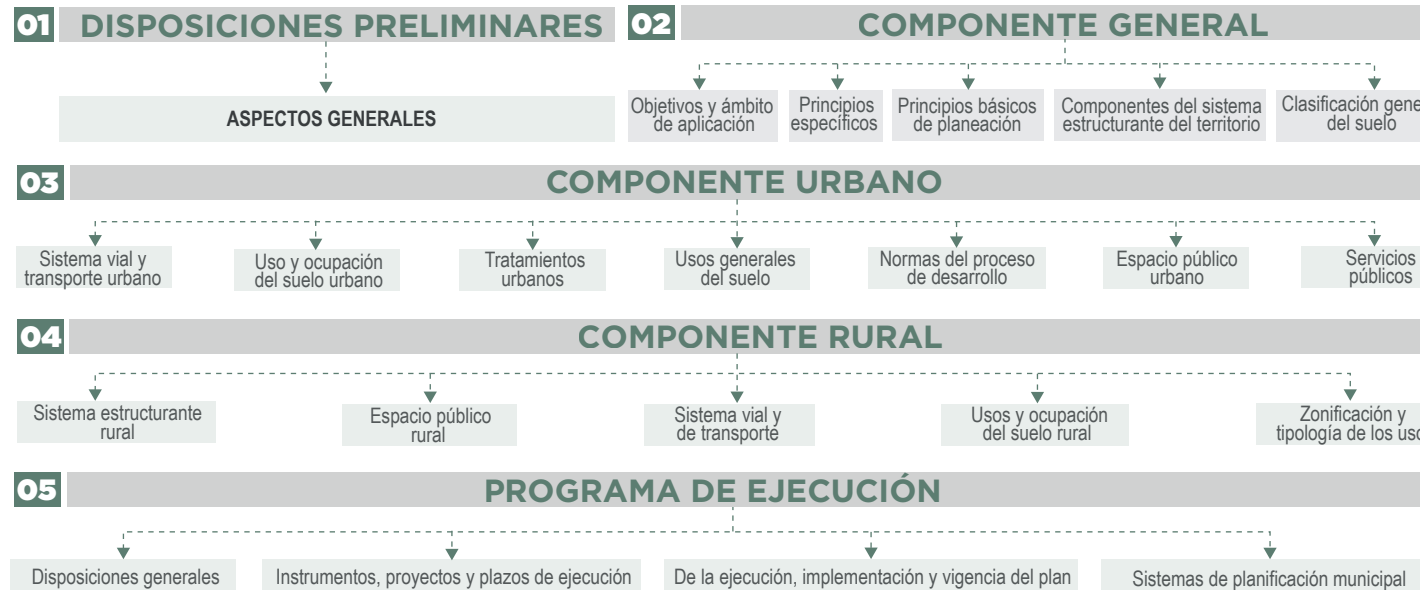 01 DISPOSICIONES PRELIMINARES
ASPECTOS GENERALES
02 COMPONENTE GENERAL
Objetivos y ámbito
de aplicación
Principios
específicos
Principios básicos
de planeación
Componentes del sistema
estructurante del territorio
Clasificación
del suelo
03 COMPONENTE URBANO
Sistema vial y
transporte urbano
Uso y ocupación
del suelo urbano
Tratamientos
urbanos
Usos generales
del suelo
Normas del proceso
de desarrollo
Espacio público
urbano
Servicios
públicos
04 COMPONENTE RURAL
Sistema estructurante
rural
Espacio público
rural
Sistema vial y
de transporte
Usos y ocupación
del suelo rural
Zonificación y
tipología de los
05 PROGRAMA DE EJECUCIÓN
Disposiciones generales
Instrumentos, proyectos y plazos de ejecución
De la ejecución, implementación y vigencia del plan
Sistemas de planificación municipal